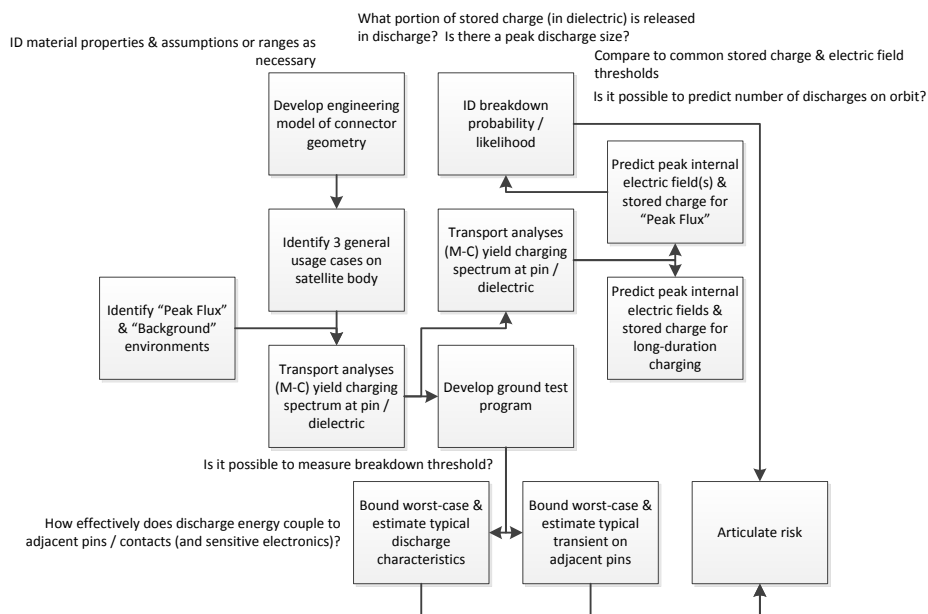 What portion of stored charge (in dielectric) is released
in discharge?  Is there a peak discharge size?
ID material properties & assumptions or ranges as
necessary
Compare to common stored charge & electric field
thresholds
Is it possible to predict number of discharges on orbit?
Develop engineering
model of connector
geometry
ID breakdown
probability /
likelihood
Predict peak internal
electric field(s) &
stored charge for
“Peak Flux”
Identify 3 general
usage cases on
satellite body
Transport analyses
(M-C) yield charging
spectrum at pin /
dielectric
Identify “Peak Flux”
& “Background”
environments
Predict peak internal
electric fields &
stored charge for
long-duration
charging
Transport analyses
(M-C) yield charging
spectrum at pin /
dielectric
Develop ground test
program
Is it possible to measure breakdown threshold?
How effectively does discharge energy couple to
adjacent pins / contacts (and sensitive electronics)?
Bound worst-case &
estimate typical
discharge
characteristics
Bound worst-case &
estimate typical
transient on
adjacent pins
Articulate risk